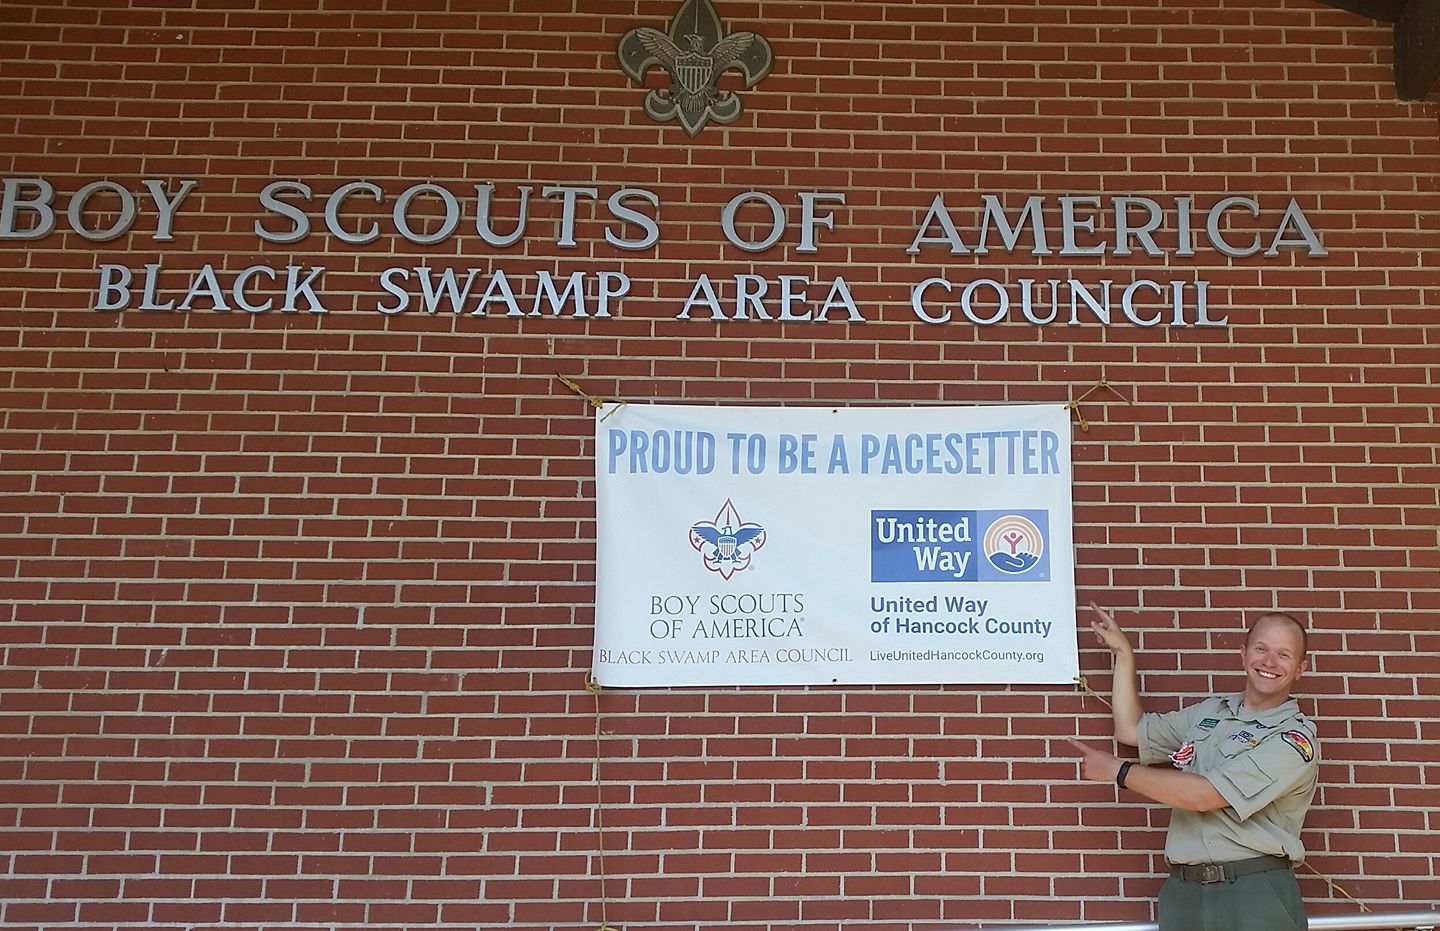 BOY SCOUTS OF AMERICA
BLACK SWAMP AREA COUNCIL
PROUD TO BE A PACESETTER
BOY SCOUTS
OF AMERICA®
BLACK SWAMP AREA COUNCIL
United
Way
United Way
of Hancock County
LiveUnitedHancockCounty.org